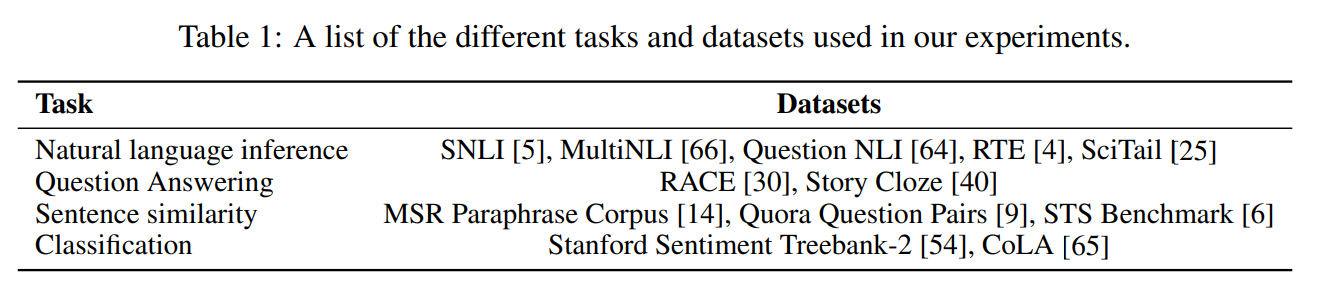 Table 1: A list of the different tasks and datasets used in our experiments.
Task Datasets
Natural language inference SNLI [5], MultiNLI [66], Question NLI [64], RTE [4], SciTail [25]
Question Answering RACE [30], Story Cloze [40]
Sentence similarity MSR Paraphrase Corpus [14], Quora Question Pairs [9], STS Benchmark [6]
Classification Stanford Sentiment Treebank-2 [54], CoLA [65]